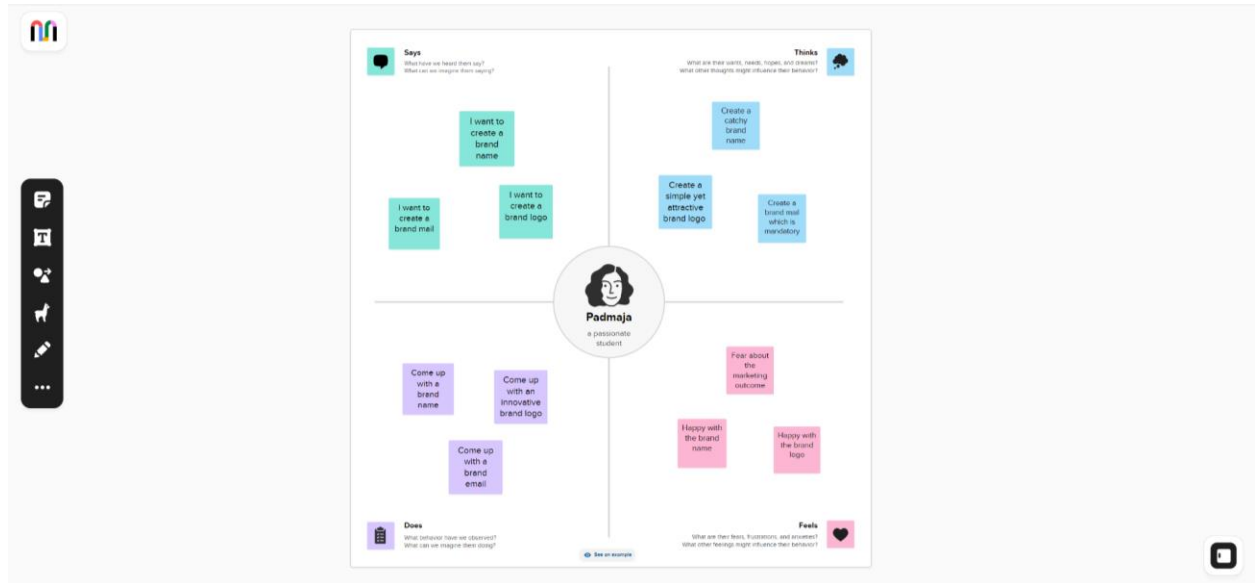 Says
What have we heard them say?
What can we imagine them saying?
I want to
create a
brand
name
I want to
create a
brand mail
I want to
create a
brand logo
Thinks
What are their wants, needs, hopes, and dreams?
What other thoughts might influence their behavior?
Create a
catchy
brand
name
Create a
simple yet
attractive
brand logo
Create a
brand mail
which is
mandatory
Padmaja
a passionate
student
Come up
with a
brand
name
Come up
with an
innovative
brand logo
Come up
with a
brand
email
Does
What behavior have we observed?
What can we imagine them doing?
Fear about
the
marketing
outcome
Happy with
the brand
name
Happy with
the brand
logo
Feels
What are their fears, frustrations, and anxieties?
What other feelings might influence their behavior?
See an example